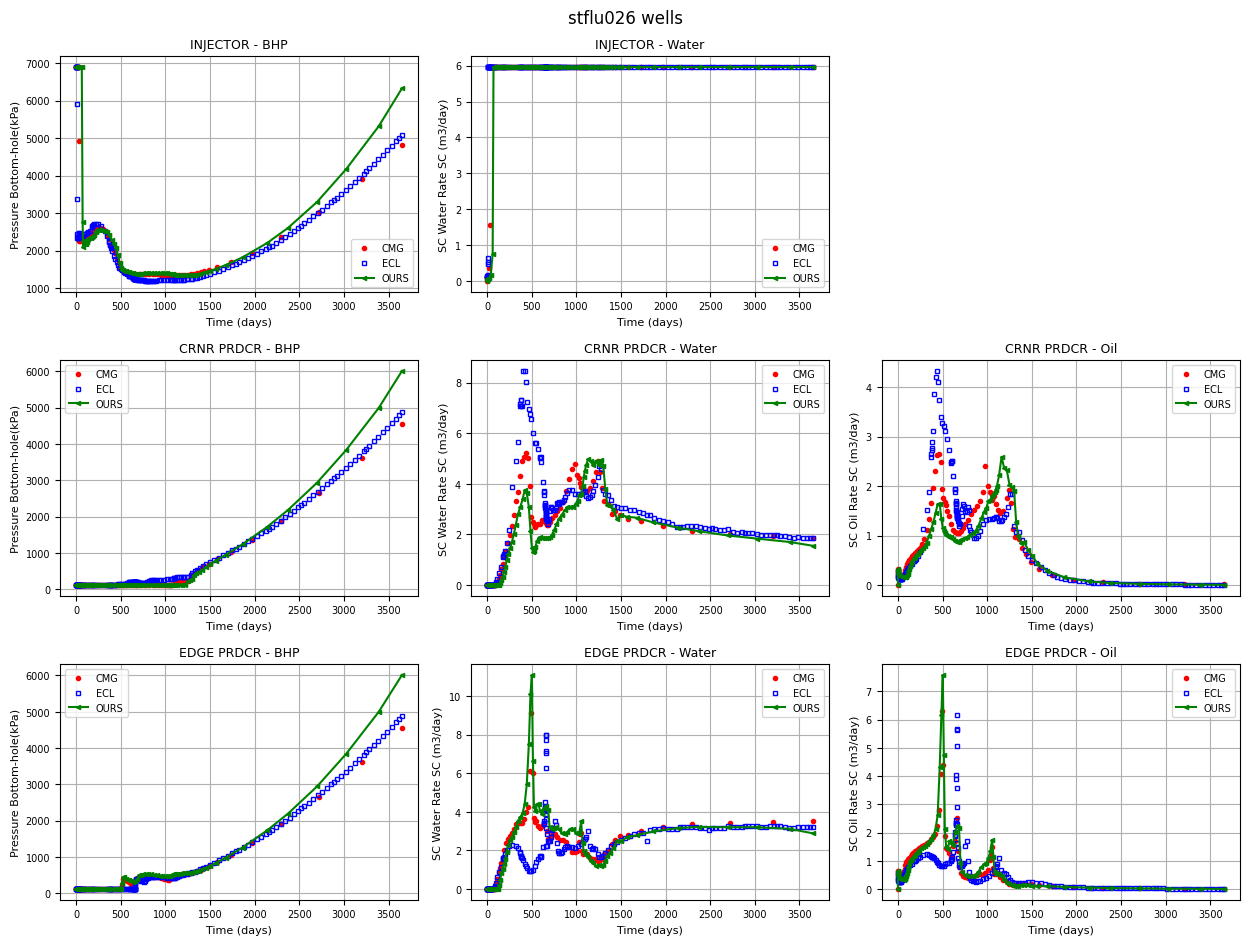 stflu026 wells
INJECTOR - BHP
Pressure Bottom-hole(kPa)
7000
6000
5000
4000
3000
2000
1000
0 500 1000 1500 2000 2500 3000 3500
Time (days)
CMG
ECL
OURS
INJECTOR - Water
SC Water Rate SC (m3/day)
6
5
4
3
2
1
0
0 500 1000 1500 2000 2500 3000 3500
Time (days)
CMG
ECL
OURS
CRNR PRDCR - BHP
Pressure Bottom-hole(kPa)
6000
5000
4000
3000
2000
1000
0
0 500 1000 1500 2000 2500 3000 3500
Time (days)
CMG
ECL
OURS
CRNR PRDCR - Water
SC Water Rate SC (m3/day)
8
6
4
2
0
0 500 1000 1500 2000 2500 3000 3500
Time (days)
CMG
ECL
OURS
CRNR PRDCR - Oil
SC Oil Rate SC (m3/day)
4
3
2
1
0
0 500 1000 1500 2000 2500 3000 3500
Time (days)
CMG
ECL
OURS
EDGE PRDCR - BHP
Pressure Bottom-hole(kPa)
6000
5000
4000
3000
2000
1000
0
0 500 1000 1500 2000 2500 3000 3500
Time (days)
CMG
ECL
OURS
EDGE PRDCR - Water
SC Water Rate SC (m3/day)
10
8
6
4
2
0
0 500 1000 1500 2000 2500 3000 3500
Time (days)
CMG
ECL
OURS
EDGE PRDCR - Oil
SC Oil Rate SC (m3/day)
7
6
5
4
3
2
1
0
0 500 1000 1500 2000 2500 3000 3500
Time (days)
CMG
ECL
OURS